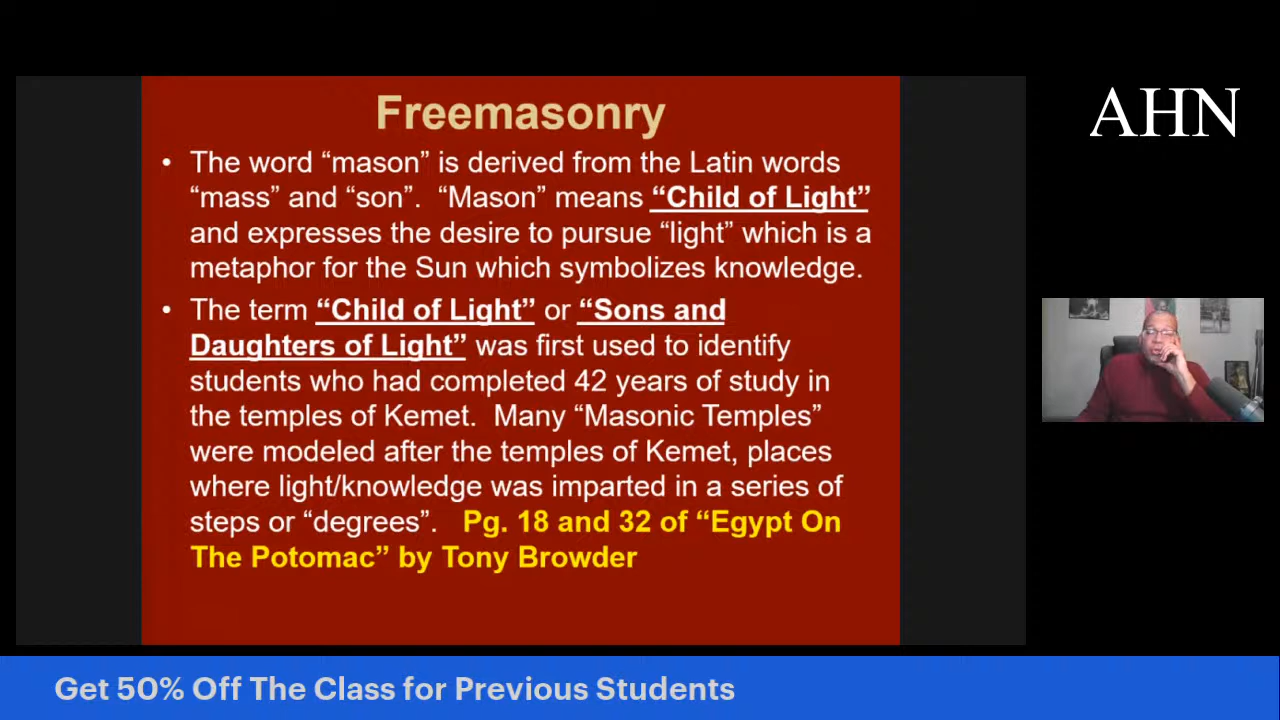 Freemasonry
• The word “mason” is derived from the Latin words
“mass” and “son”.  “Mason” means “Child of Light”
and expresses the desire to pursue “light” which is a
metaphor for the Sun which symbolizes knowledge.
• The term “Child of Light” or “Sons and
Daughters of Light” was first used to identify
students who had completed 42 years of study in
the temples of Kemet.  Many “Masonic Temples”
were modeled after the temples of Kemet, places
where light/knowledge was imparted in a series of
steps or “degrees”.   Pg. 18 and 32 of “Egypt On
The Potomac” by Tony Browder
AHN
Get 50% Off The Class for Previous Students